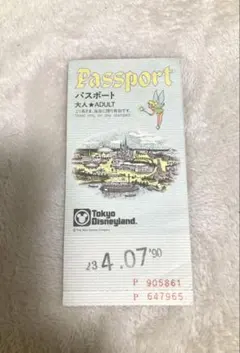 Passport
パスポート
大人★ADULT
Tokyo
Disneyland.
23 4.07'90
P 905861
P 647965